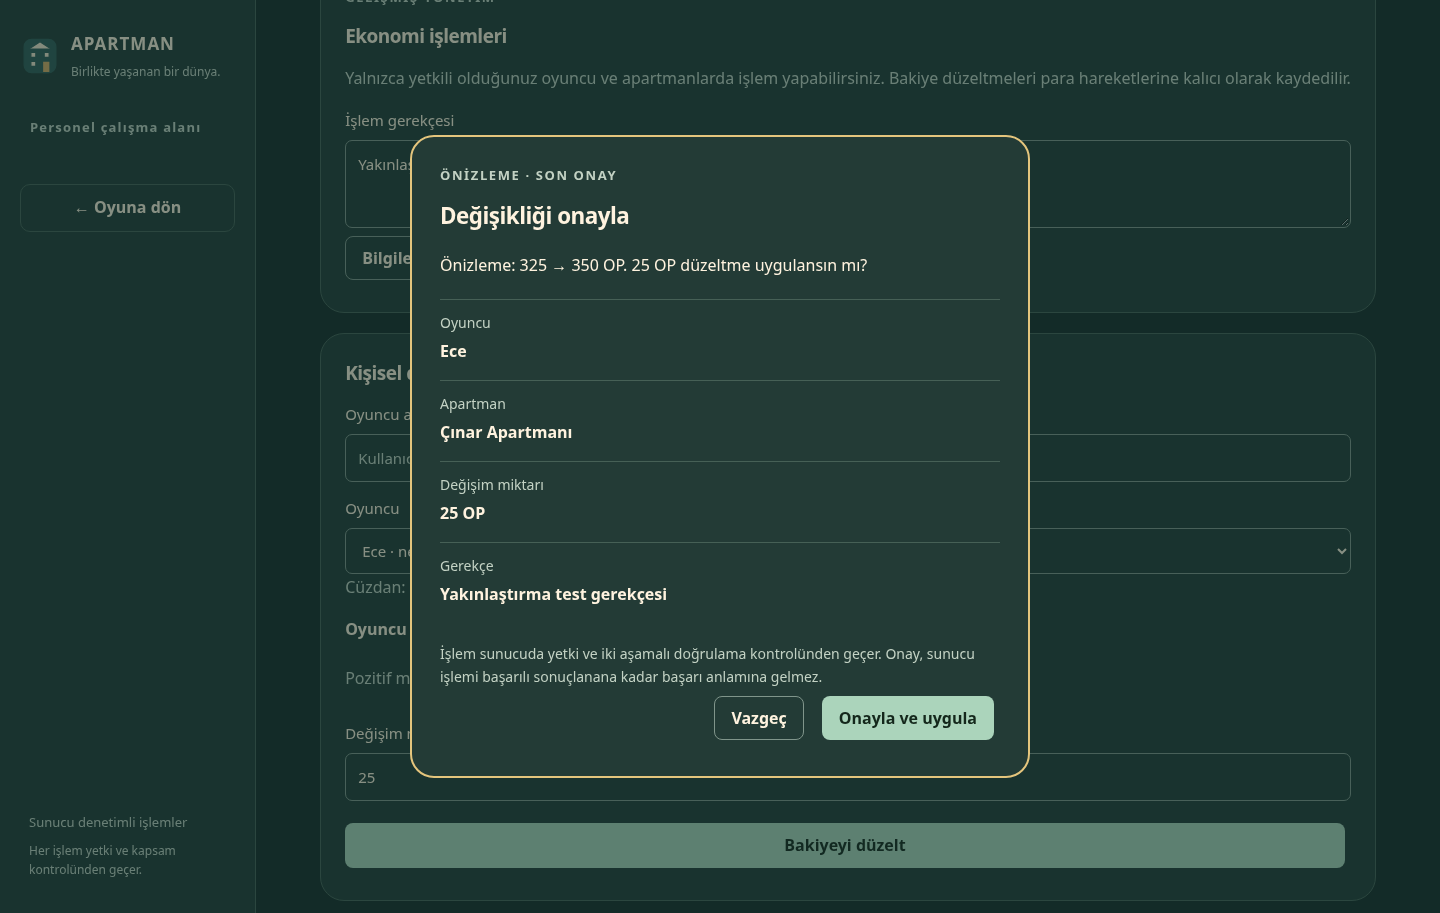 APARTMAN
Birlikte yaşanan bir dünya.
Personel çalışma alanı
← Oyuna dön
Sunucu denetimli işlemler
Her işlem yetki ve kapsam
kontrolünden geçer.
Ekonomi işlemleri
Yalnızca yetkili olduğunuz oyuncu ve apartmanlarda işlem yapabilirsiniz. Bakiye düzeltmeleri para hareketlerine kalıcı olarak kaydedilir.
İşlem gerekçesi
ÖNİZLEME · SON ONAY
Değişikliği onayla
Önizleme: 325 → 350 OP. 25 OP düzeltme uygulansın mı?
Oyuncu
Ece
Apartman
Çınar Apartmanı
Değişim miktarı
25 OP
Gerekçe
Yakınlaştırma test gerekçesi
İşlem sunucuda yetki ve iki aşamalı doğrulama kontrolünden geçer. Onay, sunucu
işlemi başarılı sonuçlanana kadar başarı anlamına gelmez.
Vazgeç
Onayla ve uygula
Kişisel
Oyuncu
Oyuncu
Ece ·
Cüzdan:
Oyuncu
Pozitif
Değişim
25
Bakiyeyi düzelt